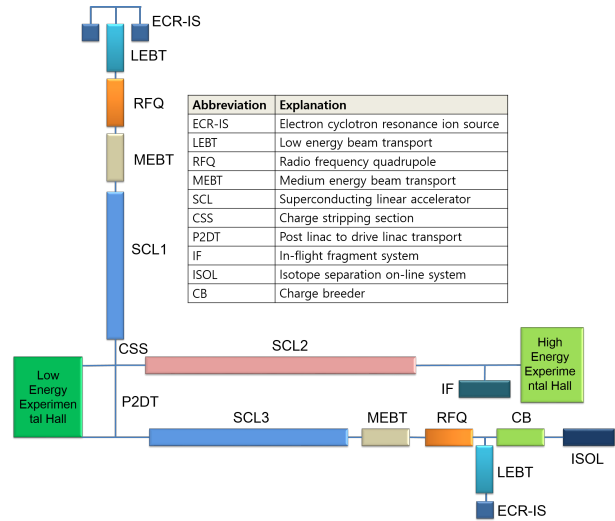 ECR-IS
LEBT
RFQ
MEBT
SCL1
Abbreviation Explanation
ECR-IS Electron cyclotron resonance ion source
LEBT Low energy beam transport
RFQ Radio frequency quadrupole
MEBT Medium energy beam transport
SCL Superconducting linear accelerator
CSS Charge stripping section
P2DT Post linac to drive linac transport
IF In-flight fragment system
ISOL Isotope separation on-line system
CB Charge breeder
CSS
SCL2
High
Energy
Experime
ntal Hall
Low
Energy
Experimen
tal Hall
P2DT
IF
SCL3
MEBT
RFQ
CB
ISOL
LEBT
ECR-IS